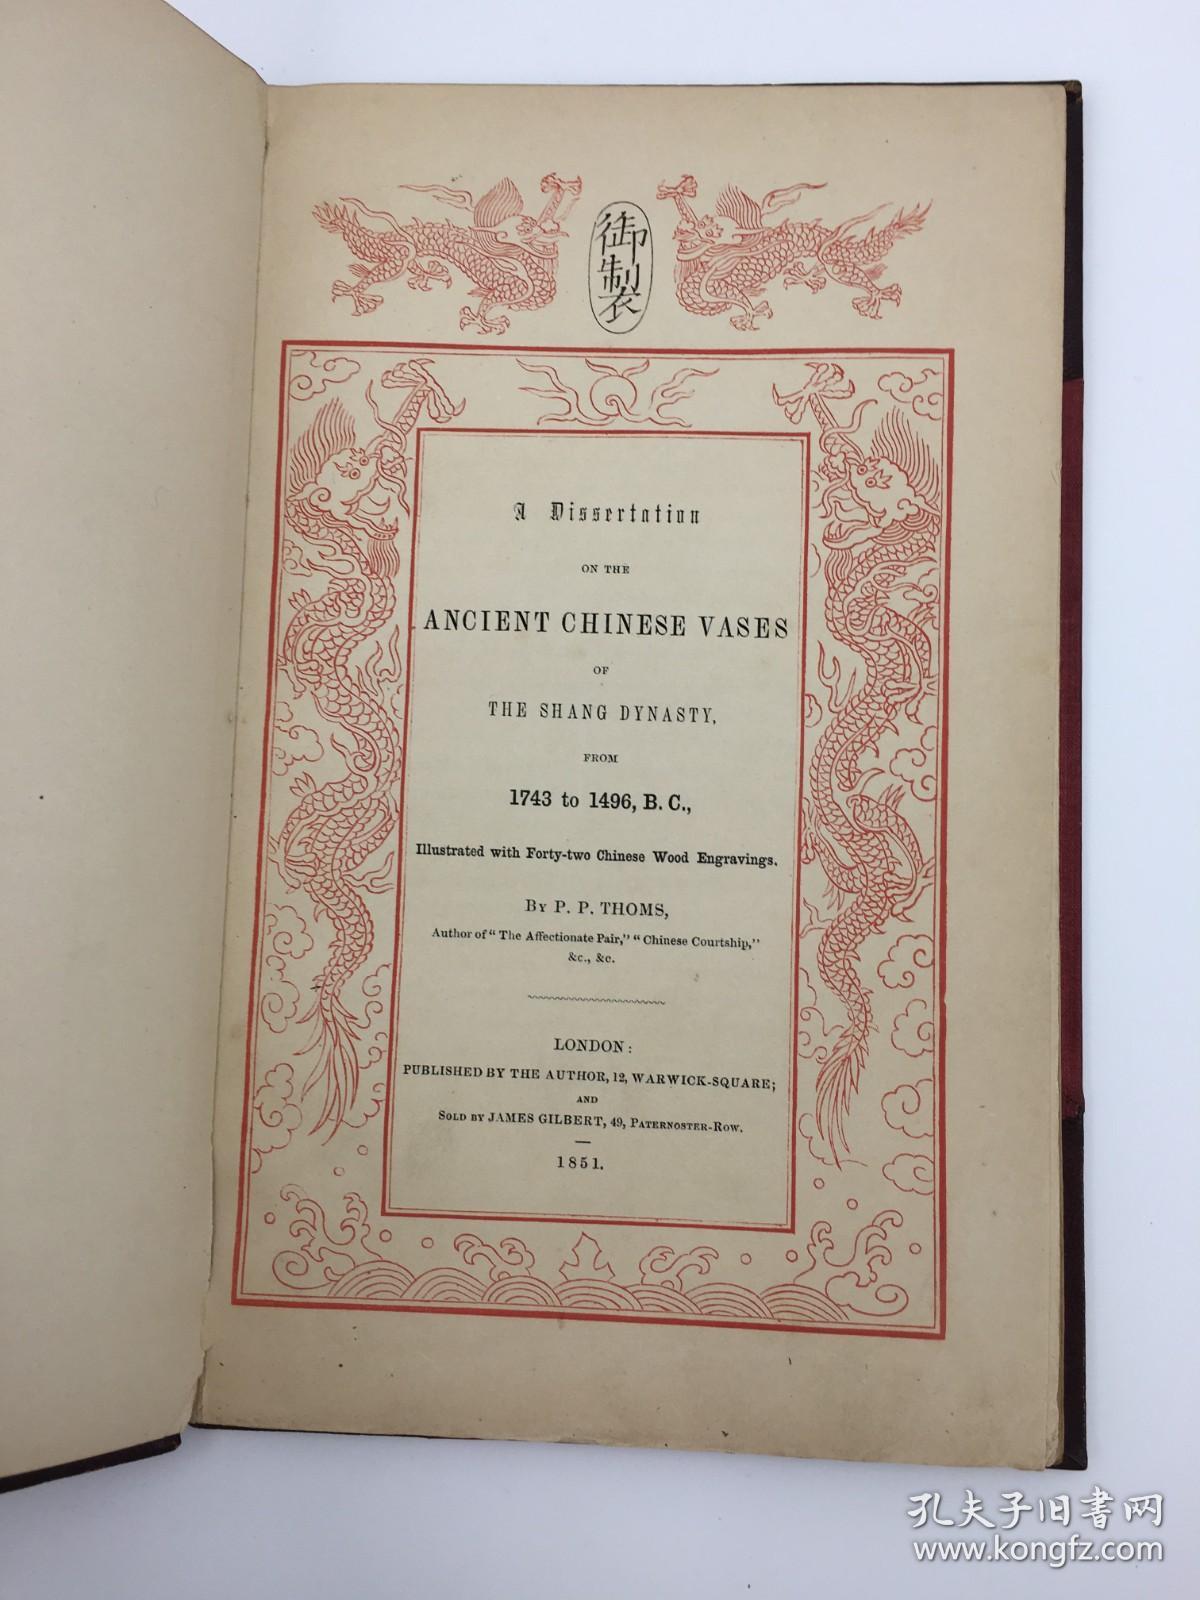 御製
A Dissertation
ON THE
ANCIENT CHINESE VASES
OF
THE SHANG DYNASTY,
FROM
1743 to 1496, B. C.,
Illustrated with Forty-two Chinese Wood Engravings.
By P. P. THOMS,
Author of “The Affectionate Pair,” “Chinese Courtship,”
&c., &c.
LONDON:
PUBLISHED BY THE AUTHOR, 12, WARWICK-SQUARE;
AND
Sold by JAMES GILBERT, 49, Paternoster-Row.
1851.
孔夫子旧书网
www.kongfz.com